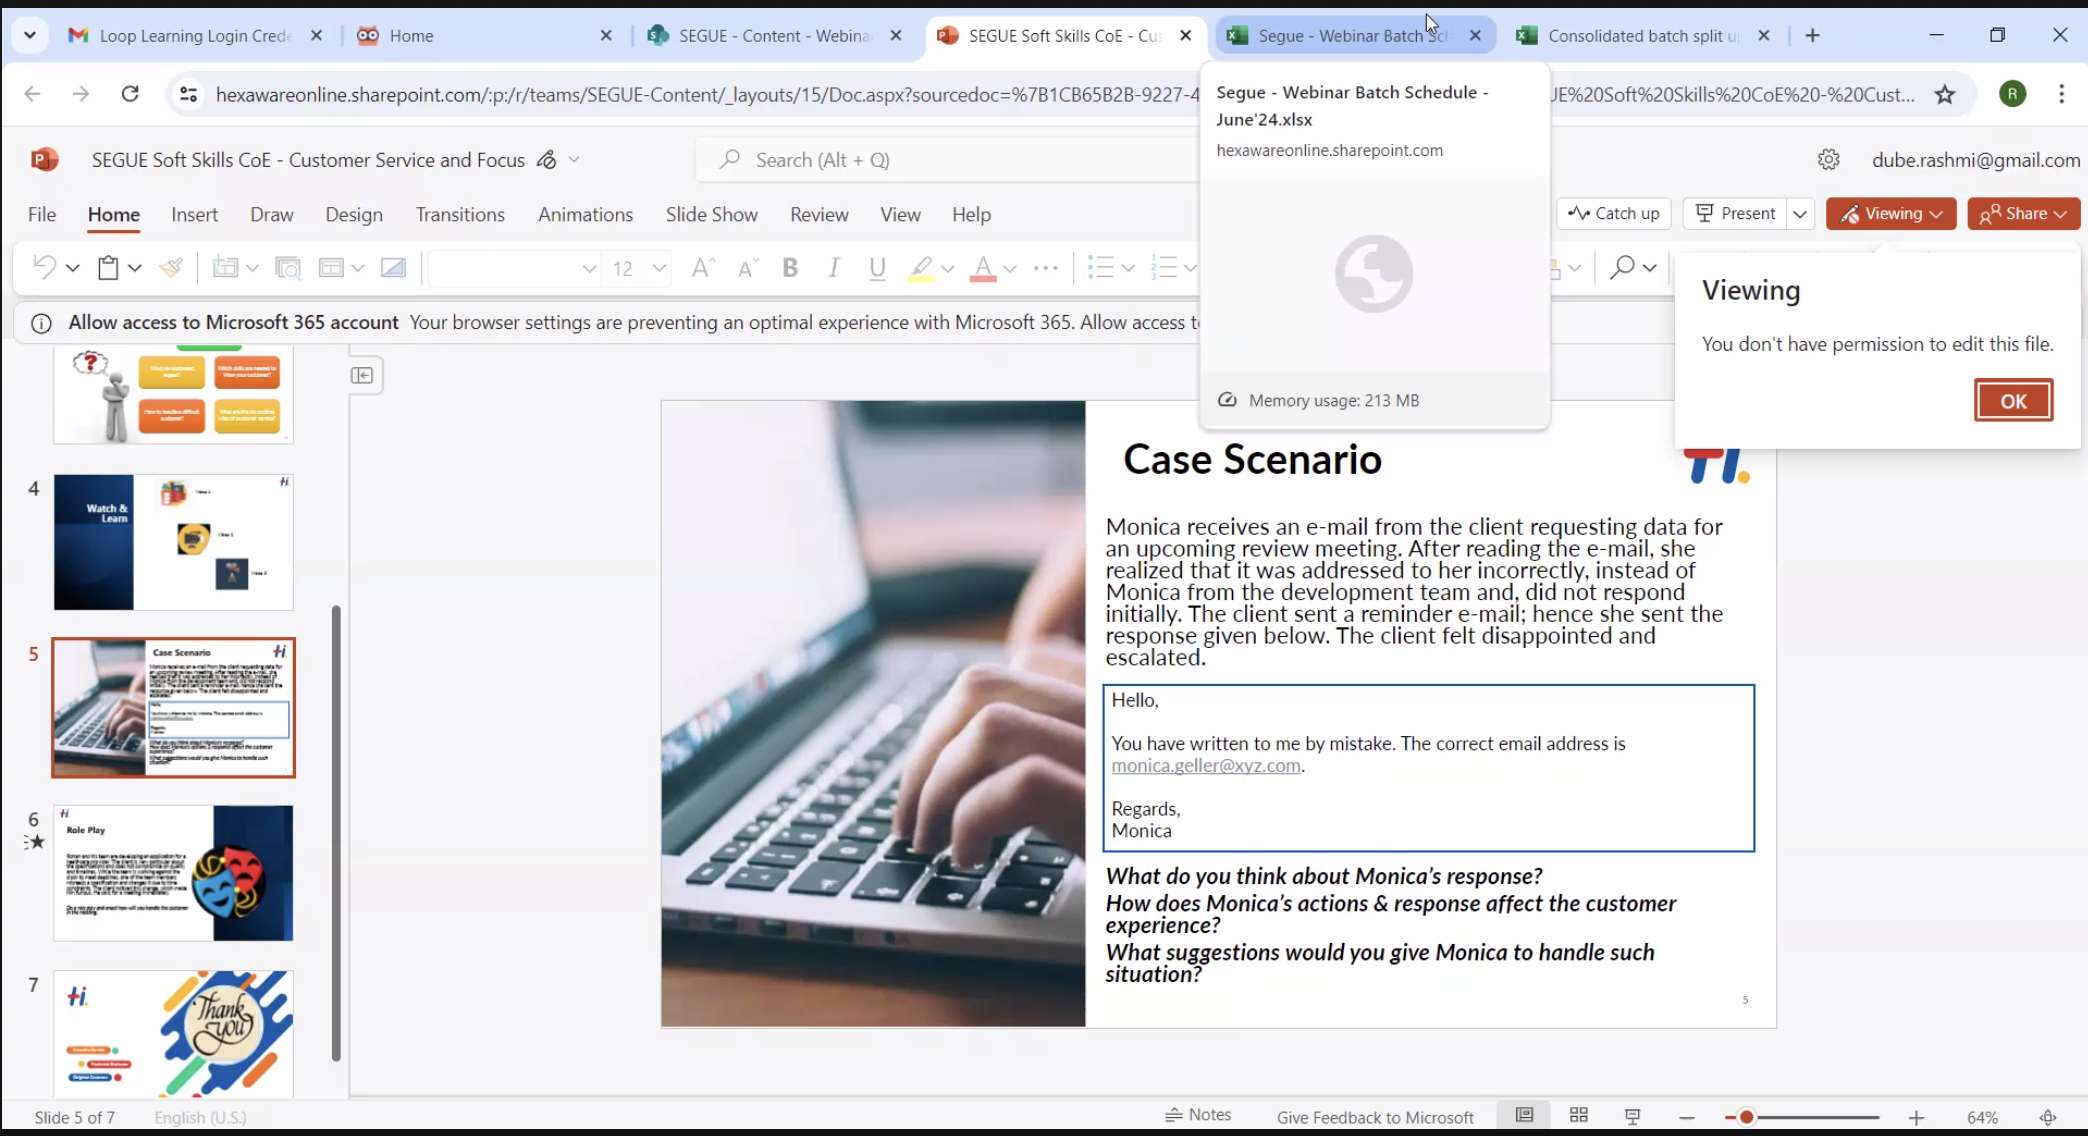 Loop Learning Login Crede
Home
SEGUE - Content - Webina
SEGUE Soft Skills CoE - Cus
Segue - Webinar Batch Sch
Consolidated batch split u
hexawareonline.sharepoint.com/:p:/r/teams/SEGUE-Content/_layouts/15/Doc.aspx?sourcedoc=%7B1CB65B2B-9227-4
UE%20Soft%20Skills%20CoE%20-%20Cust...
R
Segue - Webinar Batch Schedule -
June'24.xlsx
hexawareonline.sharepoint.com
Memory usage: 213 MB
SEGUE Soft Skills CoE - Customer Service and Focus
Search (Alt + Q)
dube.rashmi@gmail.com
File Home Insert Draw Design Transitions Animations Slide Show Review View Help
Catch up
Present
Viewing
Share
12
B I U A
Allow access to Microsoft 365 account Your browser settings are preventing an optimal experience with Microsoft 365. Allow access t
Viewing
You don't have permission to edit this file.
OK
4
Watch &
Learn
5
Case Scenario
6
Role Play
7
Thank
you
Case Scenario
Monica receives an e-mail from the client requesting data for
an upcoming review meeting. After reading the e-mail, she
realized that it was addressed to her incorrectly, instead of
Monica from the development team and, did not respond
initially. The client sent a reminder e-mail; hence she sent the
response given below. The client felt disappointed and
escalated.
Hello,
You have written to me by mistake. The correct email address is
monica.geller@xyz.com.
Regards,
Monica
What do you think about Monica's response?
How does Monica's actions & response affect the customer
experience?
What suggestions would you give Monica to handle such
situation?
5
Slide 5 of 7
English (U.S.)
Notes
Give Feedback to Microsoft
64%